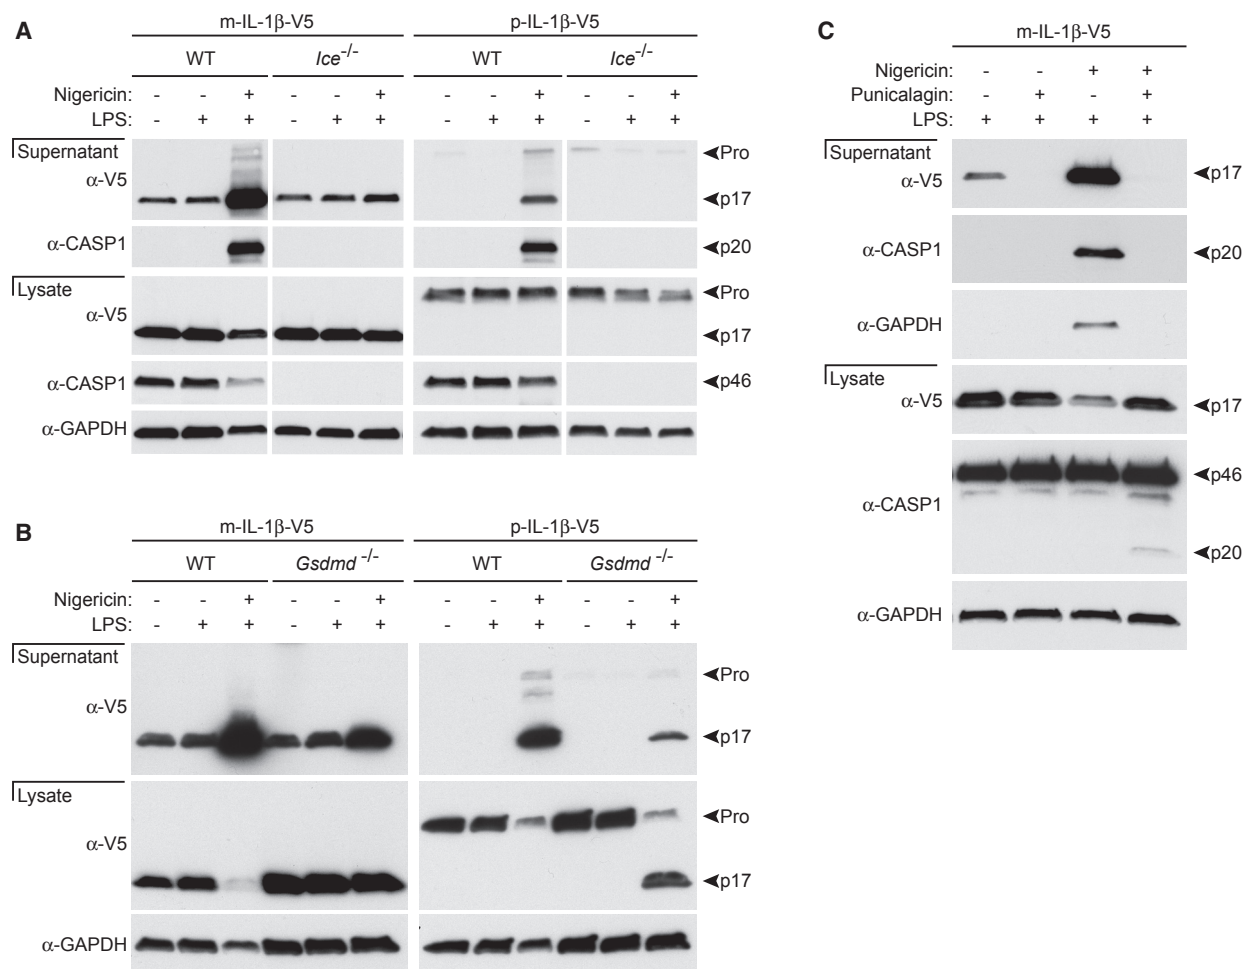 A
m-IL-1β-V5 p-IL-1β-V5
WT Ice-/- WT Ice-/-
Nigericin: - - + - - + - - + - - +
LPS: - + + - + + - + + - + +
Supernatant
α-V5
Pro
p17
α-CASP1
p20
Lysate
α-V5
Pro
p17
α-CASP1
p46
α-GAPDH
B
m-IL-1β-V5 p-IL-1β-V5
WT Gsdmd -/- WT Gsdmd -/-
Nigericin: - - + - - + - - + - - +
LPS: - + + - + + - + + - + +
Supernatant
α-V5
Pro
p17
Lysate
α-V5
Pro
p17
α-GAPDH
C
m-IL-1β-V5
Nigericin: - - + +
Punicalagin: - + - +
LPS: + + + +
Supernatant
α-V5
p17
α-CASP1
p20
α-GAPDH
Lysate
α-V5
p17
α-CASP1
p46
p20
α-GAPDH